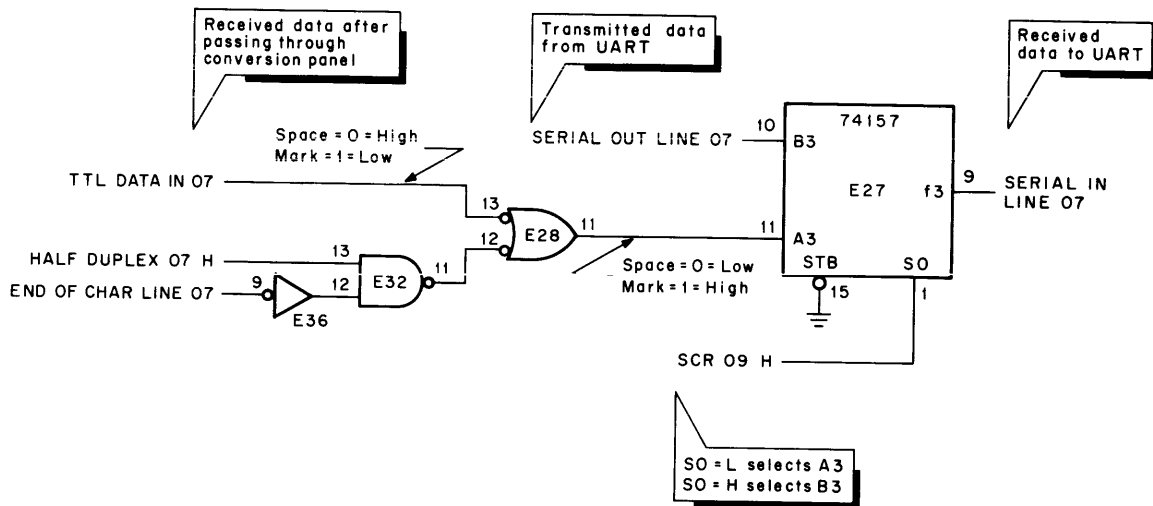 Received data after
passing through
conversion panel
Transmitted data
from UART
Received
data to UART
Space = 0 = High
Mark = 1 = Low
SERIAL OUT LINE 07
10
B3
74157
E27
f3
9
SERIAL IN
LINE 07
TTL DATA IN 07
13
12
E28
11
11
A3
STB
SO
15
1
Space = 0 = Low
Mark = 1 = High
HALF DUPLEX 07 H
13
END OF CHAR LINE 07
9
E36
12
E32
11
SCR 09 H
SO = L selects A3
SO = H selects B3